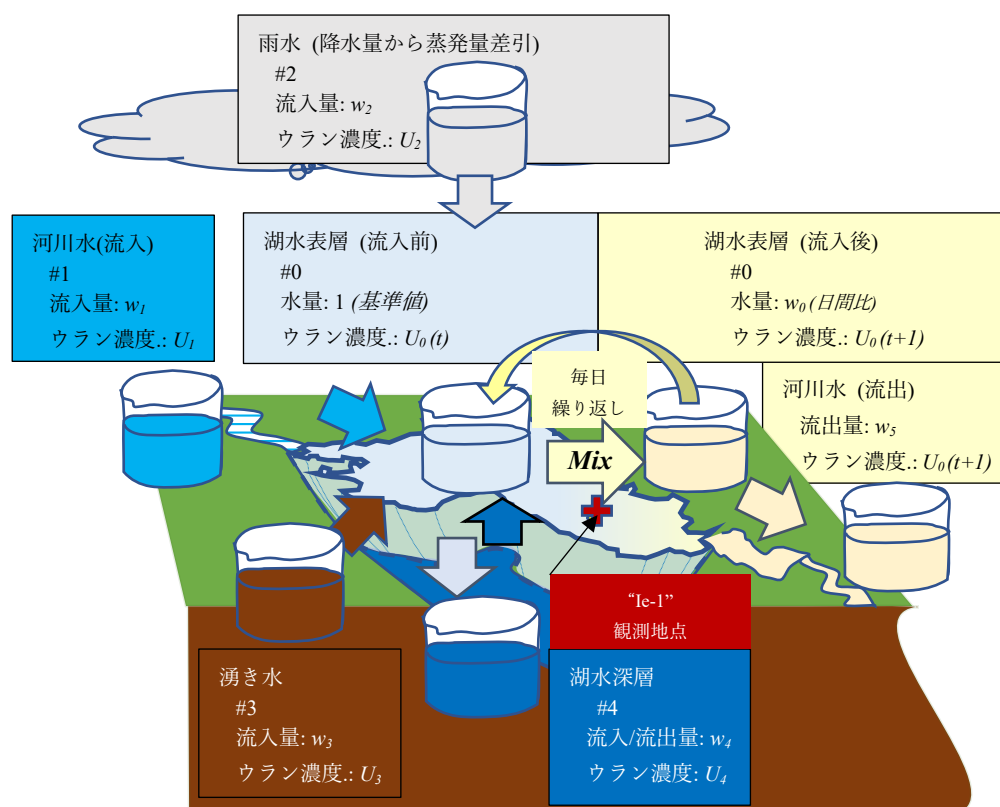 雨水 (降水量から蒸発量差引)
#2
流入量: w2
ウラン濃度.: U2
河川水(流入)
#1
流入量: w1
ウラン濃度.: U1
湖水表層 (流入前)
#0
水量: 1 (基準値)
ウラン濃度.: U0 (t)
湖水表層 (流入後)
#0
水量: w0 (日間比)
ウラン濃度.: U0 (t+1)
毎日
繰り返し
Mix
河川水 (流出)
流出量: w5
ウラン濃度.: U0 (t+1)
“Ie-1”
観測地点
湧き水
#3
流入量: w3
ウラン濃度.: U3
湖水深層
#4
流入/流出量: w4
ウラン濃度: U4